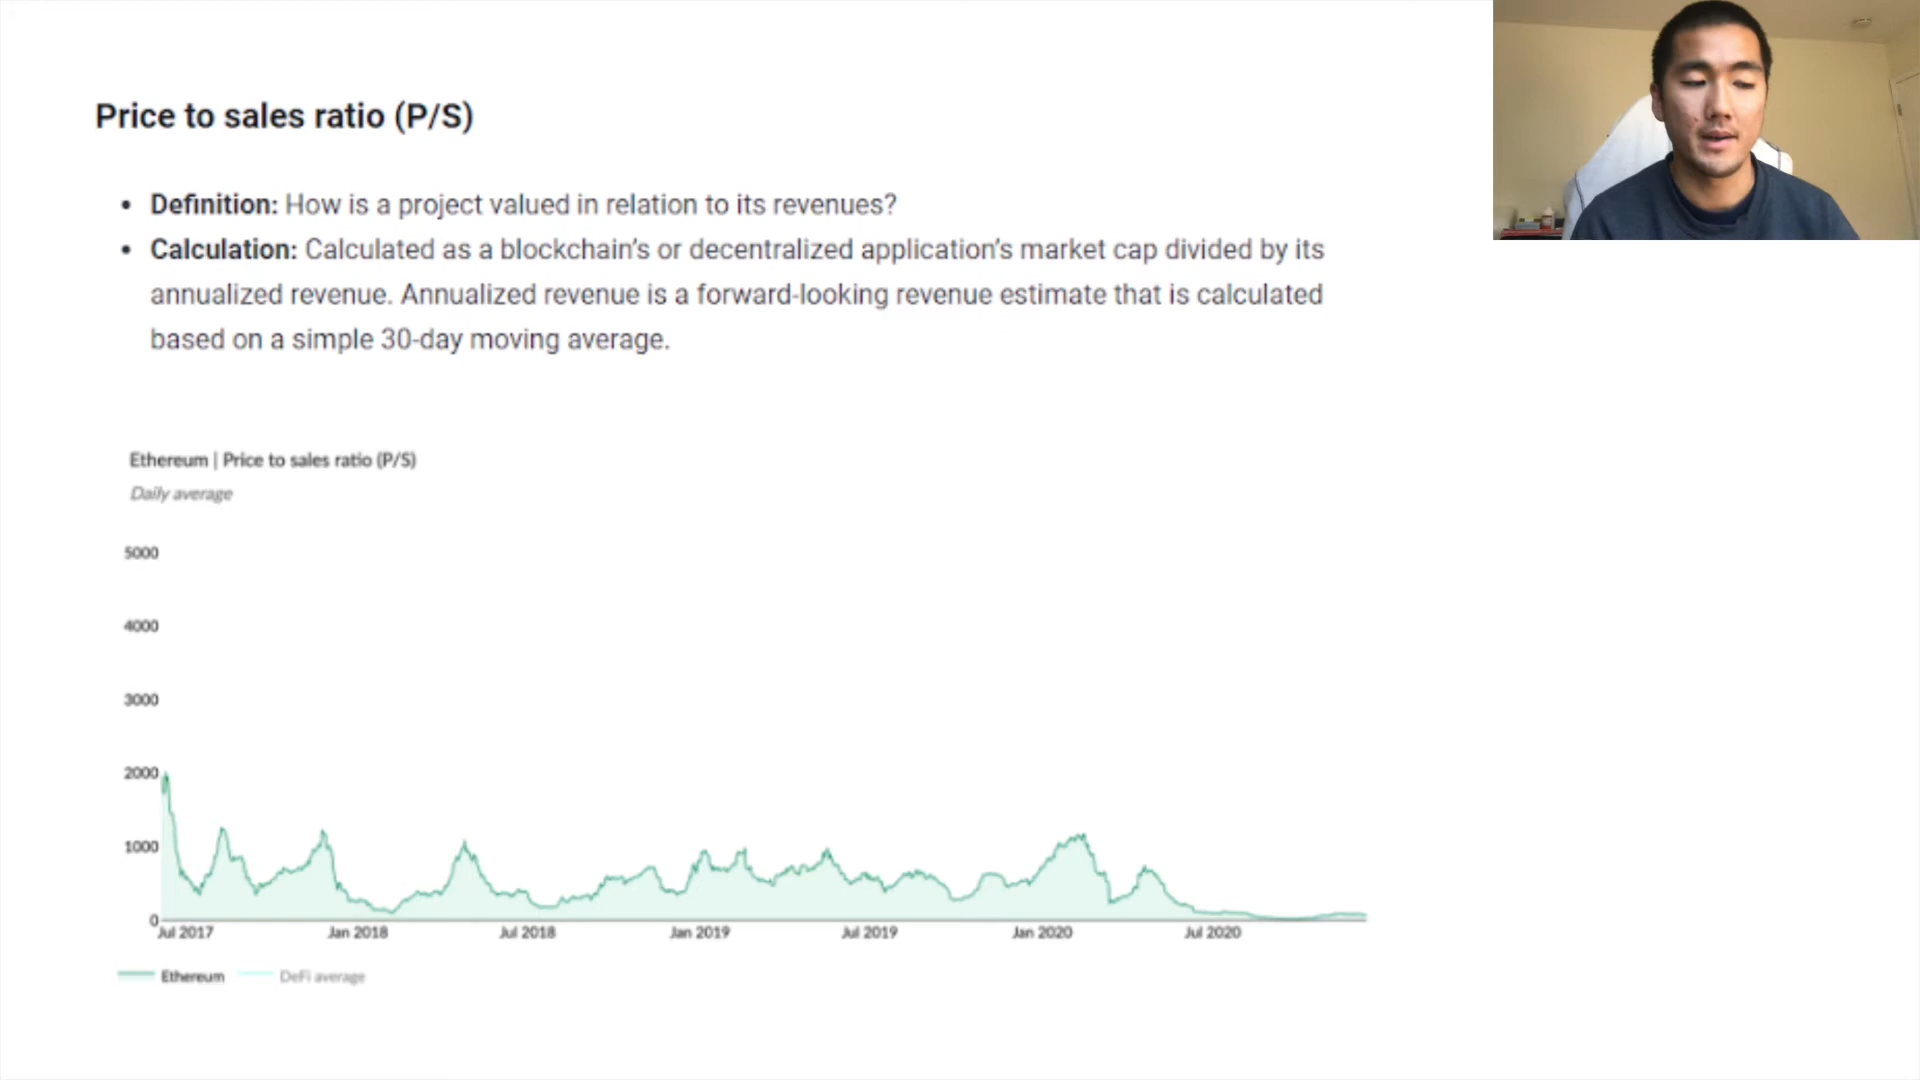 Price to sales ratio (P/S)
• Definition: How is a project valued in relation to its revenues?
• Calculation: Calculated as a blockchain's or decentralized application's market cap divided by its
annualized revenue. Annualized revenue is a forward-looking revenue estimate that is calculated
based on a simple 30-day moving average.
Ethereum | Price to sales ratio (P/S)
Daily average
5000
4000
3000
2000
1000
0
Jul 2017 Jan 2018 Jul 2018 Jan 2019 Jul 2019 Jan 2020 Jul 2020
Ethereum DeFi average